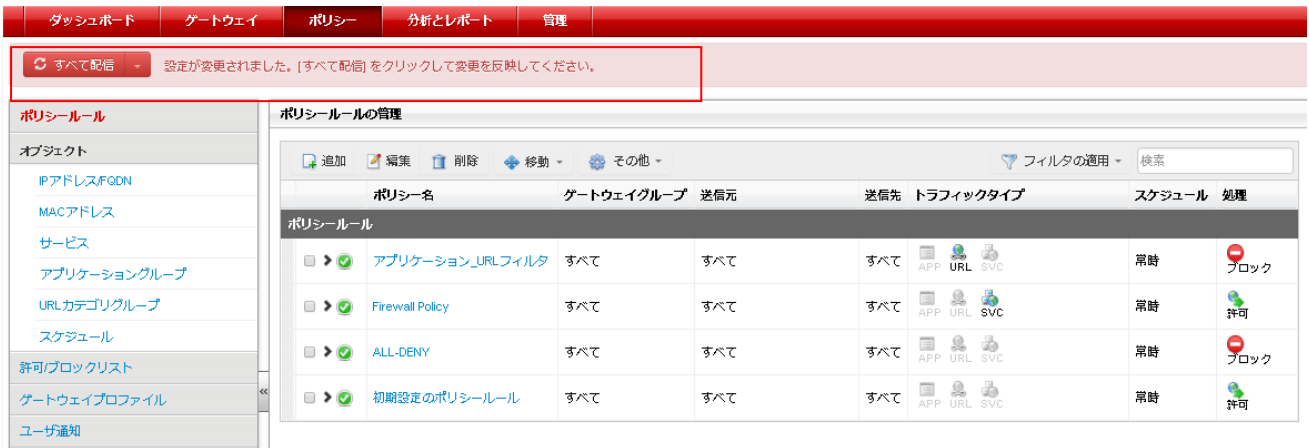 ダッシュボード ゲートウェイ ポリシー 分析とレポート 管理
すべて配信 設定が変更されました。[すべて配信] をクリックして変更を反映してください。
ポリシールール
オブジェクト
IPアドレス/FQDN
MACアドレス
サービス
アプリケーショングループ
URLカテゴリグループ
スケジュール
許可/ブロックリスト
ゲートウェイプロファイル
ユーザ通知
«
ポリシールールの管理
追加 編集 削除 移動 その他 フィルタの適用 検索
ポリシー名 ゲートウェイグループ 送信元 送信先 トラフィックタイプ スケジュール 処理
ポリシールール
アプリケーション_URLフィルタ すべて すべて すべて APP URL SVC 常時 ブロック
Firewall Policy すべて すべて すべて APP URL SVC 常時 許可
ALL-DENY すべて すべて すべて APP URL SVC 常時 ブロック
初期設定のポリシールール すべて すべて すべて APP URL SVC 常時 許可